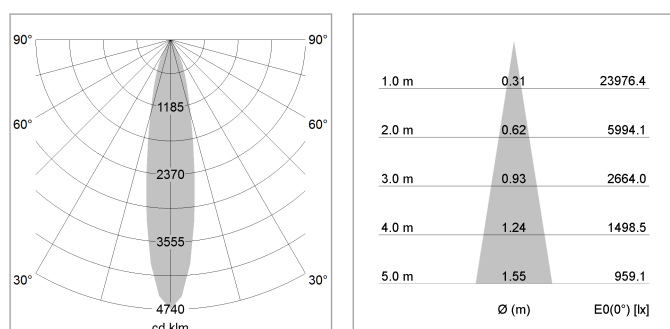 90° 90°
1185
60° 60°
2370
3555
30° 30°
4740
cd klm
1.0 m 0.31 23976.4
2.0 m 0.62 5994.1
3.0 m 0.93 2664.0
4.0 m 1.24 1498.5
5.0 m 1.55 959.1
Ø (m) E0(0°) [lx]